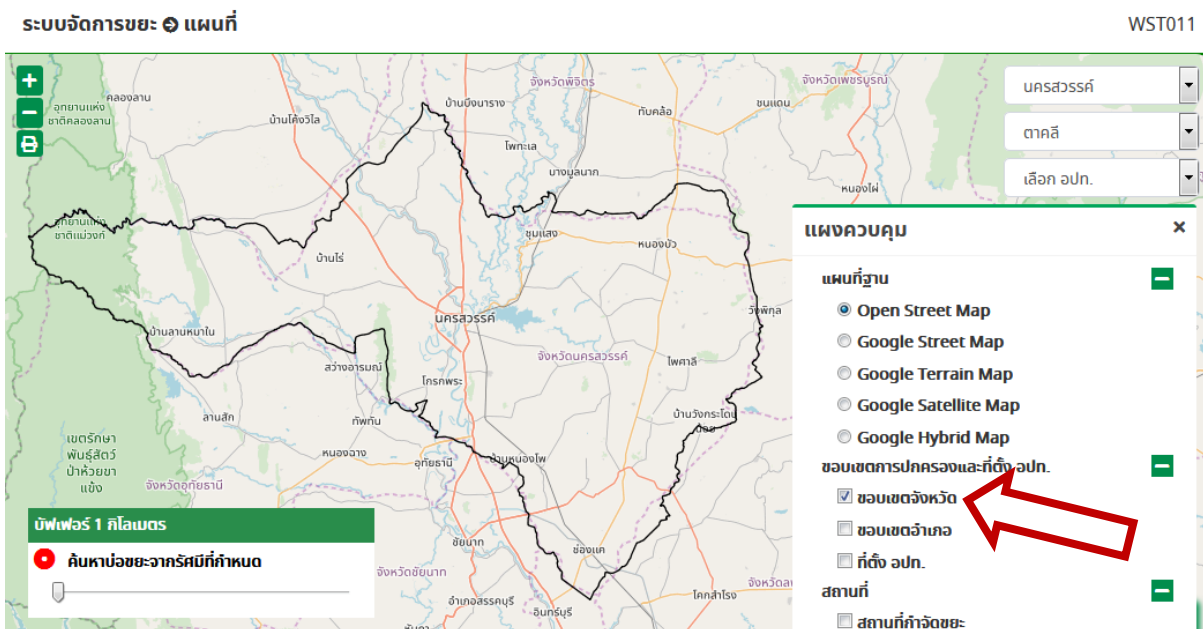 ระบบจัดการขยะ แผนที่
WST011
จังหวัดพิจิตร
จังหวัดเพชรบูรณ์
นครสวรรค์
คลองลาน
อุทยานแห่ง
ชาติคลองลาน
บ้านบึงนาราง
ทับคล้อ
ชนแดน
บ้านโค้งวิไล
ตาคลี
โพทะเล
บางมูลนาก
หนองไผ่
เลือก อปท.
อุทยานแห่ง
ชาติแม่วงก์
ชุมแสง
หนองบัว
บ้านไร่
แผงควบคุม
แผนที่ฐาน
Open Street Map
นครสวรรค์
วังพิกุล
บ้านลานหมาใน
Google Street Map
จังหวัดนครสวรรค์
ไพศาลี
สว่างอารมณ์
โกรกพระ
Google Terrain Map
Google Satellite Map
ลานสัก
ทัพทัน
บ้านวังกระโดน
น้อย
Google Hybrid Map
เขตรักษา
พันธุ์สัตว์
ป่าห้วยขา
แข้ง
หนองฉาง
อุทัยธานี
บ้านหนองโพ
ขอบเขตการปกครองและที่ตั้ง อปท.
จังหวัดอุทัยธานี
ขอบเขตจังหวัด
บัฟเฟอร์ 1 กิโลเมตร
ขอบเขตอำเภอ
ค้นหาบ่อขยะจากรัศมีที่กำหนด
ชัยนาท
ช่องแค
ที่ตั้ง อปท.
จังหวัดชัยนาท
สถานที่
อำเภอสรรคบุรี
อินทร์บุรี
โคกสำโรง
สถานที่กำจัดขยะ